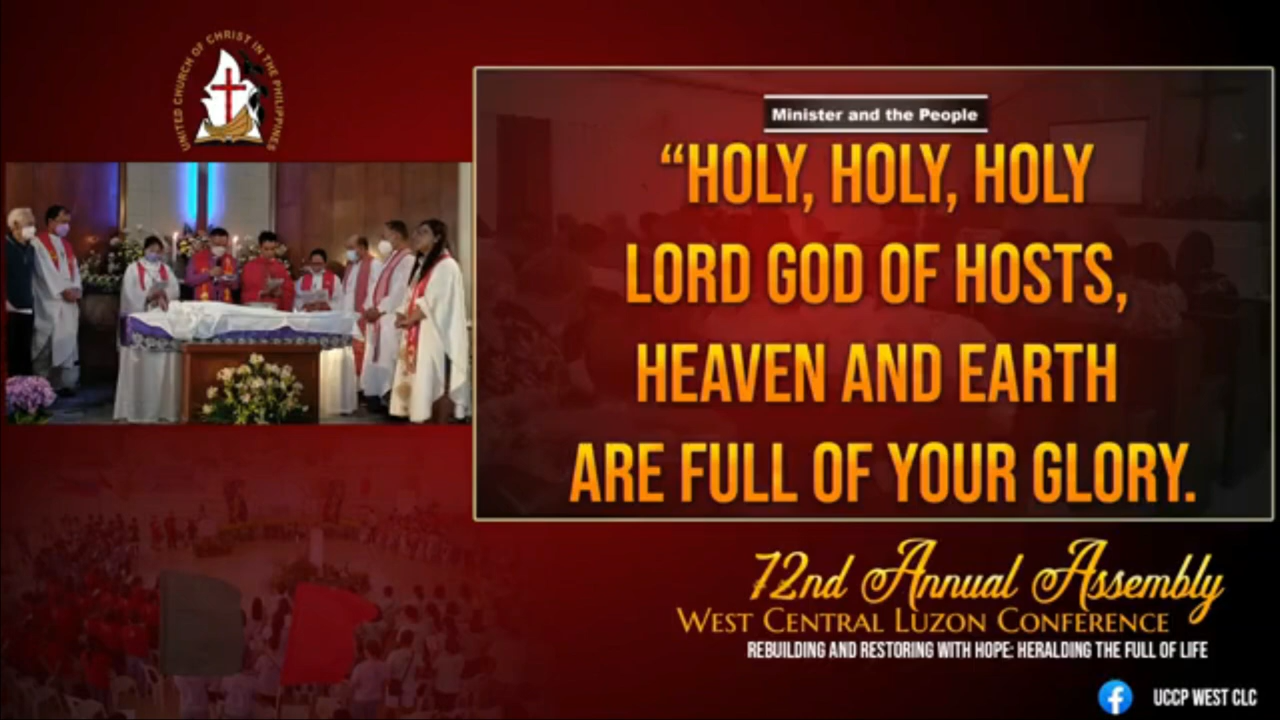 UNITED CHURCH OF CHRIST IN THE PHILIPPINES
Minister and the People
“HOLY, HOLY, HOLY
LORD GOD OF HOSTS,
HEAVEN AND EARTH
ARE FULL OF YOUR GLORY.
72nd Annual Assembly
WEST CENTRAL LUZON CONFERENCE
REBUILDING AND RESTORING WITH HOPE: HERALDING THE FULL OF LIFE
UCCP WEST CLC